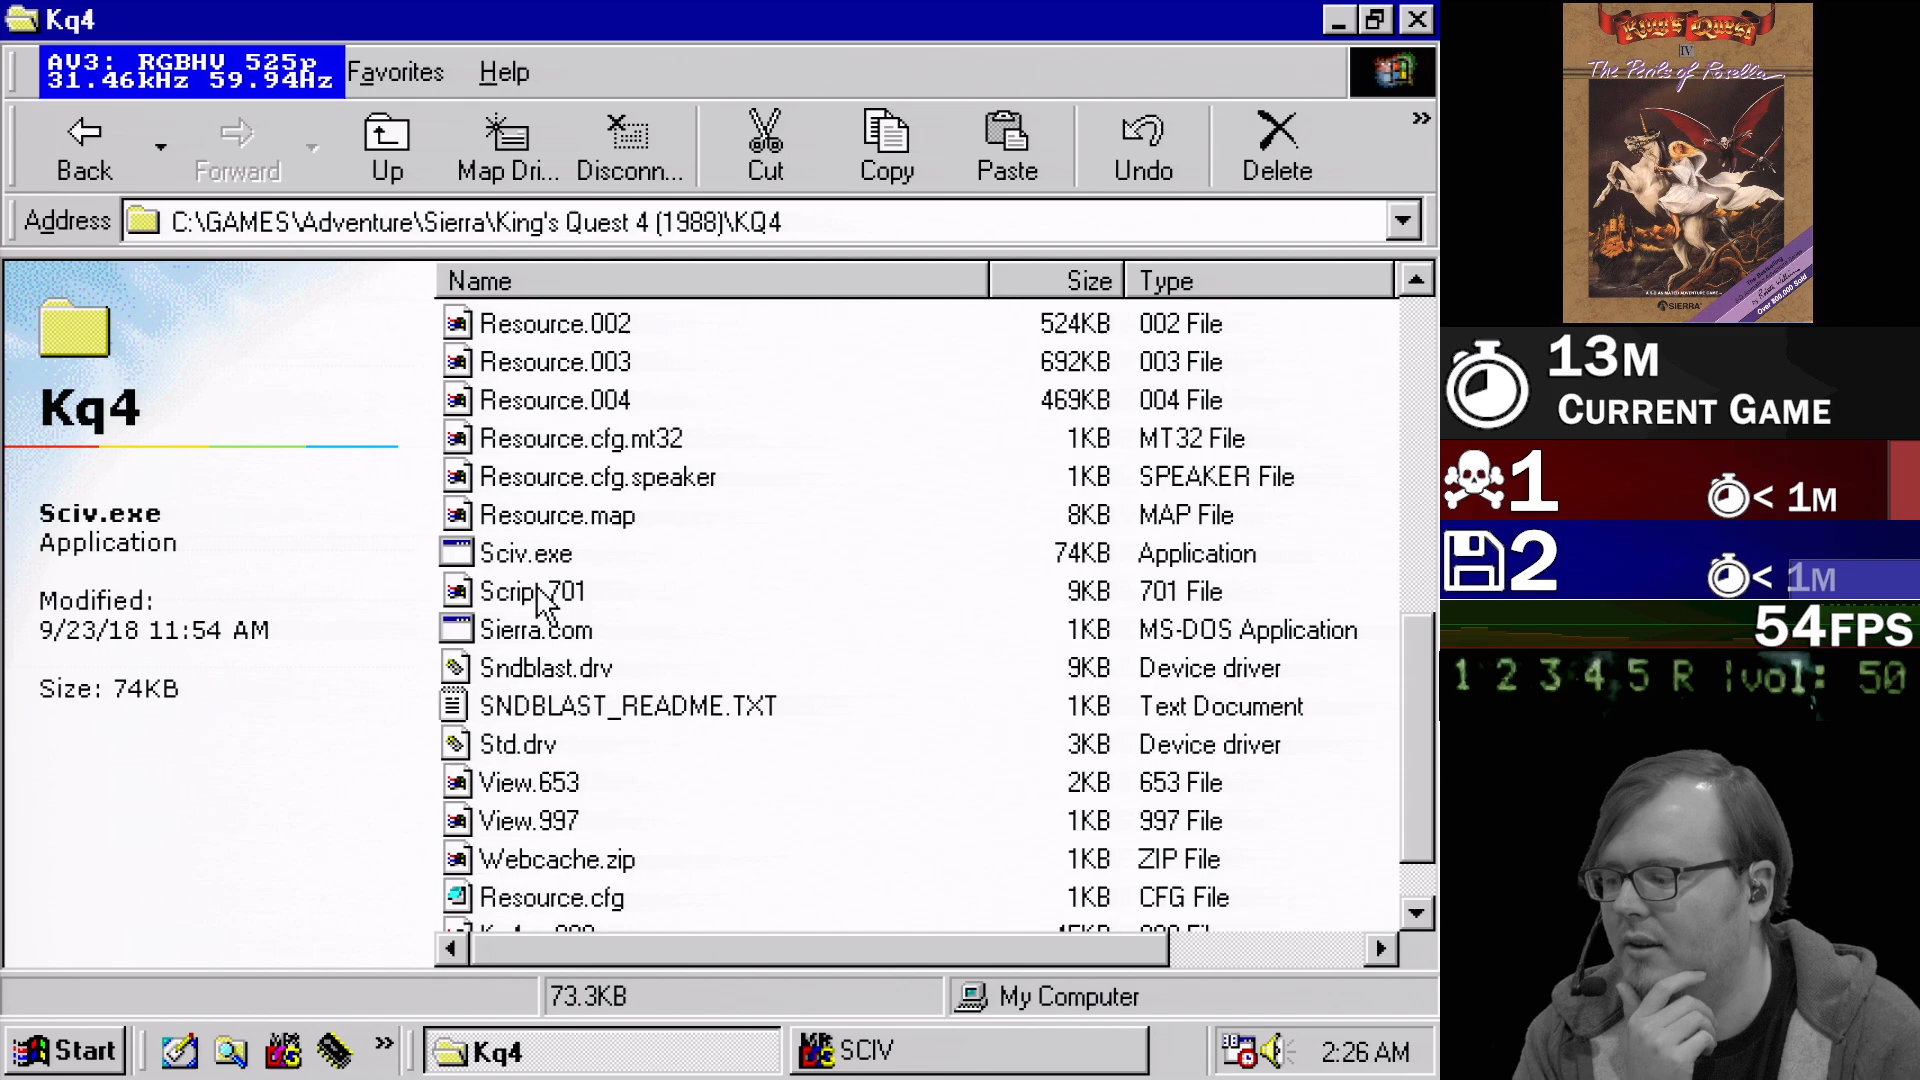 Kq4
AV3: RGBHV 525p
31.46kHz 59.94Hz
Favorites
Help
Back
Forward
Up
Map Dri...
Disconn...
Cut
Copy
Paste
Undo
Delete
Address
C:\GAMES\Adventure\Sierra\King's Quest 4 (1988)\KQ4
Kq4
Sciv.exe
Application
Modified:
9/23/18 11:54 AM
Size: 74KB
Name Size Type
Resource.002 524KB 002 File
Resource.003 692KB 003 File
Resource.004 469KB 004 File
Resource.cfg.mt32 1KB MT32 File
Resource.cfg.speaker 1KB SPEAKER File
Resource.map 8KB MAP File
Sciv.exe 74KB Application
Script.701 9KB 701 File
Sierra.com 1KB MS-DOS Application
Sndblast.drv 9KB Device driver
SNDBLAST_README.TXT 1KB Text Document
Std.drv 3KB Device driver
View.653 2KB 653 File
View.997 1KB 997 File
Webcache.zip 1KB ZIP File
Resource.cfg 1KB CFG File
73.3KB
My Computer
Start
Kq4
SCIV
2:26 AM
King's Quest
IV
The Perils of Rosella
SIERRA
Over 800,000 Sold
13M
CURRENT GAME
1 < 1M
2 < 1M
54FPS
1 2 3 4 5 R |vol: 50